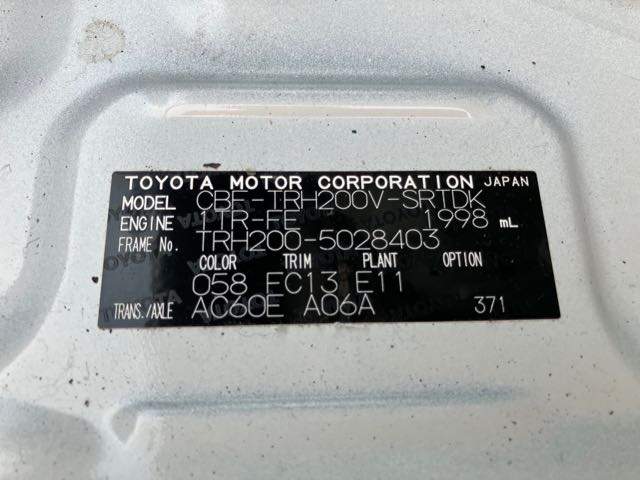 TOYOTA MOTOR CORPORATION JAPAN
MODEL CBF-TRH200V-SRTDK
ENGINE 1TR-FE 1998 mL
FRAME No. TRH200-5028403
COLOR TRIM PLANT OPTION
058 EC13 E11
TRANS./AXLE AC60E A06A 371